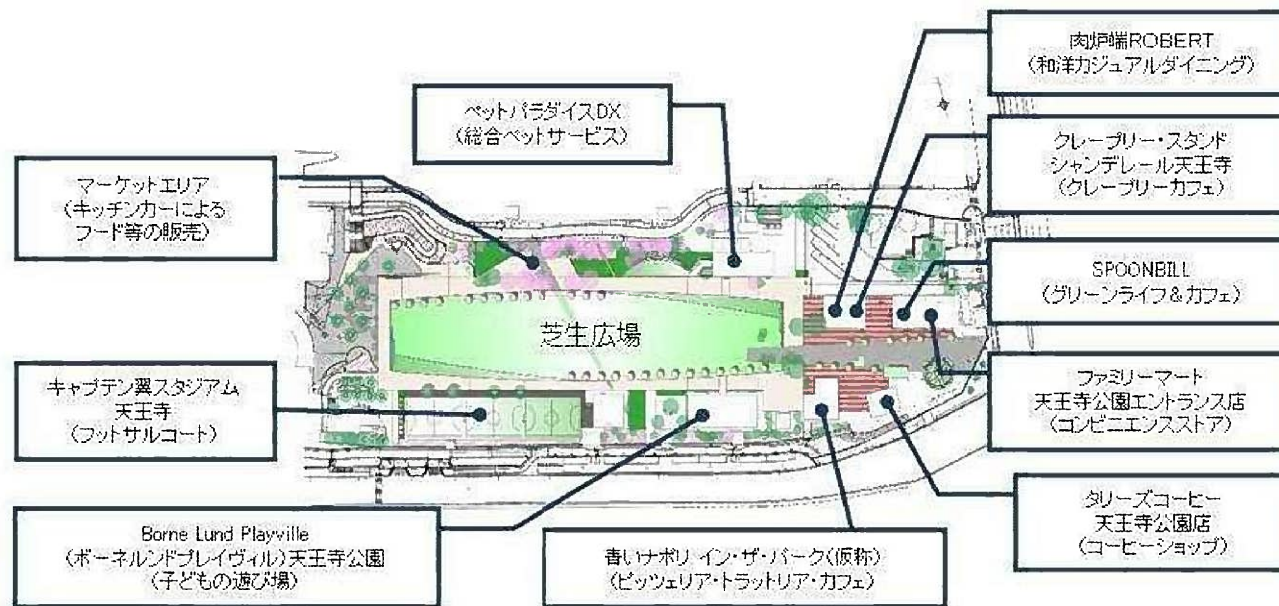 肉炉端ROBERT
(和洋カジュアルダイニング)
ペットパラダイスDX
(総合ペットサービス)
クレープリー・スタンド
シャンデレール天王寺
(クレープリーカフェ)
マーケットエリア
(キッチンカーによる
フード等の販売)
SPOONBILL
(グリーンライフ&カフェ)
芝生広場
キャプテン翼スタジアム
天王寺
(フットサルコート)
ファミリーマート
天王寺公園エントランス店
(コンビニエンスストア)
タリーズコーヒー
天王寺公園店
(コーヒーショップ)
Borne Lund Playville
(ボーネルンドプレイヴィル)天王寺公園
(子どもの遊び場)
青いナポリ イン・ザ・パーク(仮称)
(ピッツェリア・トラットリア・カフェ)